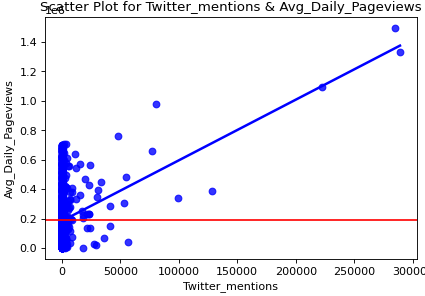 Scatter Plot for Twitter_mentions & Avg_Daily_Pageviews
1e6
1.4
1.2
1.0
0.8
0.6
0.4
0.2
0.0
Avg_Daily_Pageviews
0 50000 100000 150000 200000 250000 30000
Twitter_mentions